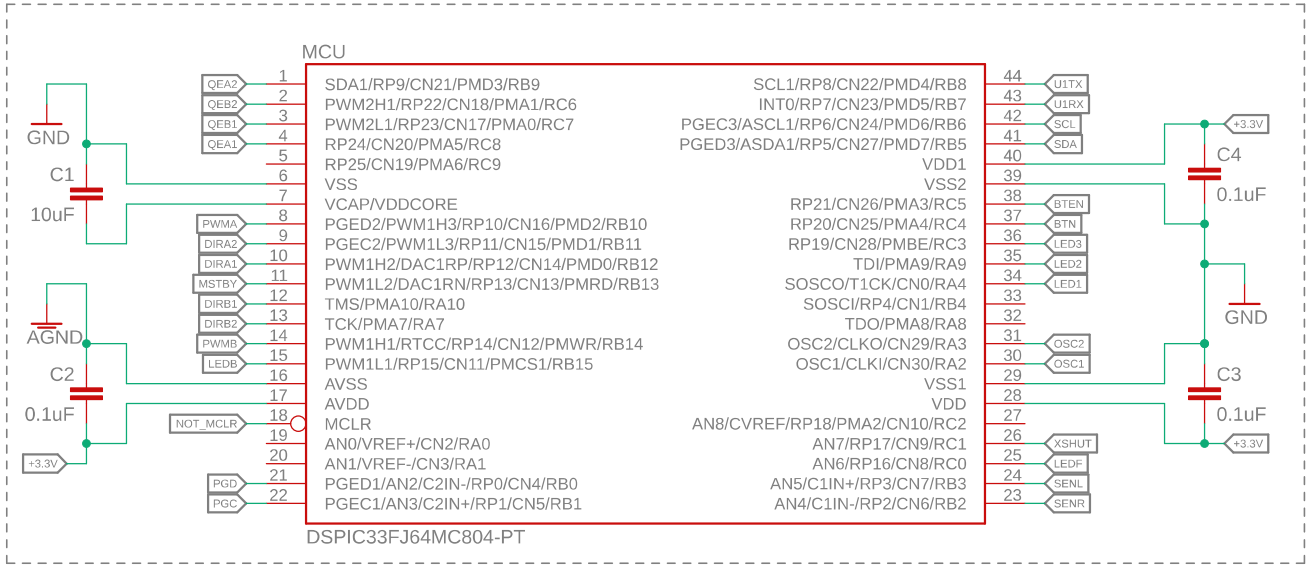 MCU
QEA2 1 SDA1/RP9/CN21/PMD3/RB9 SCL1/RP8/CN22/PMD4/RB8 44 U1TX
QEB2 2 PWM2H1/RP22/CN18/PMA1/RC6 INT0/RP7/CN23/PMD5/RB7 43 U1RX
QEB1 3 PWM2L1/RP23/CN17/PMA0/RC7 PGEC3/ASCL1/RP6/CN24/PMD6/RB6 42 SCL +3.3V
GND QEA1 4 RP24/CN20/PMA5/RC8 PGED3/ASDA1/RP5/CN27/PMD7/RB5 41 SDA
5 RP25/CN19/PMA6/RC9 VDD1 40 C4
C1 6 VSS VSS2 39 0.1uF
10uF 7 VCAP/VDDCORE RP21/CN26/PMA3/RC5 38 BTEN
PWMA 8 PGED2/PWM1H3/RP10/CN16/PMD2/RB10 RP20/CN25/PMA4/RC4 37 BTN
DIRA2 9 PGEC2/PWM1L3/RP11/CN15/PMD1/RB11 RP19/CN28/PMBE/RC3 36 LED3
DIRA1 10 PWM1H2/DAC1RP/RP12/CN14/PMD0/RB12 TDI/PMA9/RA9 35 LED2
MSTBY 11 PWM1L2/DAC1RN/RP13/CN13/PMRD/RB13 SOSCO/T1CK/CN0/RA4 34 LED1
DIRB1 12 TMS/PMA10/RA10 SOSCI/RP4/CN1/RB4 33
DIRB2 13 TCK/PMA7/RA7 TDO/PMA8/RA8 32 GND
AGND PWMB 14 PWM1H1/RTCC/RP14/CN12/PMWR/RB14 OSC2/CLKO/CN29/RA3 31 OSC2
LEDB 15 PWM1L1/RP15/CN11/PMCS1/RB15 OSC1/CLKI/CN30/RA2 30 OSC1
C2 16 AVSS VSS1 29 C3
0.1uF 17 AVDD VDD 28 0.1uF
NOT_MCLR 18 MCLR AN8/CVREF/RP18/PMA2/CN10/RC2 27
19 AN0/VREF+/CN2/RA0 AN7/RP17/CN9/RC1 26 XSHUT +3.3V
+3.3V 20 AN1/VREF-/CN3/RA1 AN6/RP16/CN8/RC0 25 LEDF
PGD 21 PGED1/AN2/C2IN-/RP0/CN4/RB0 AN5/C1IN+/RP3/CN7/RB3 24 SENL
PGC 22 PGEC1/AN3/C2IN+/RP1/CN5/RB1 AN4/C1IN-/RP2/CN6/RB2 23 SENR
DSPIC33FJ64MC804-PT